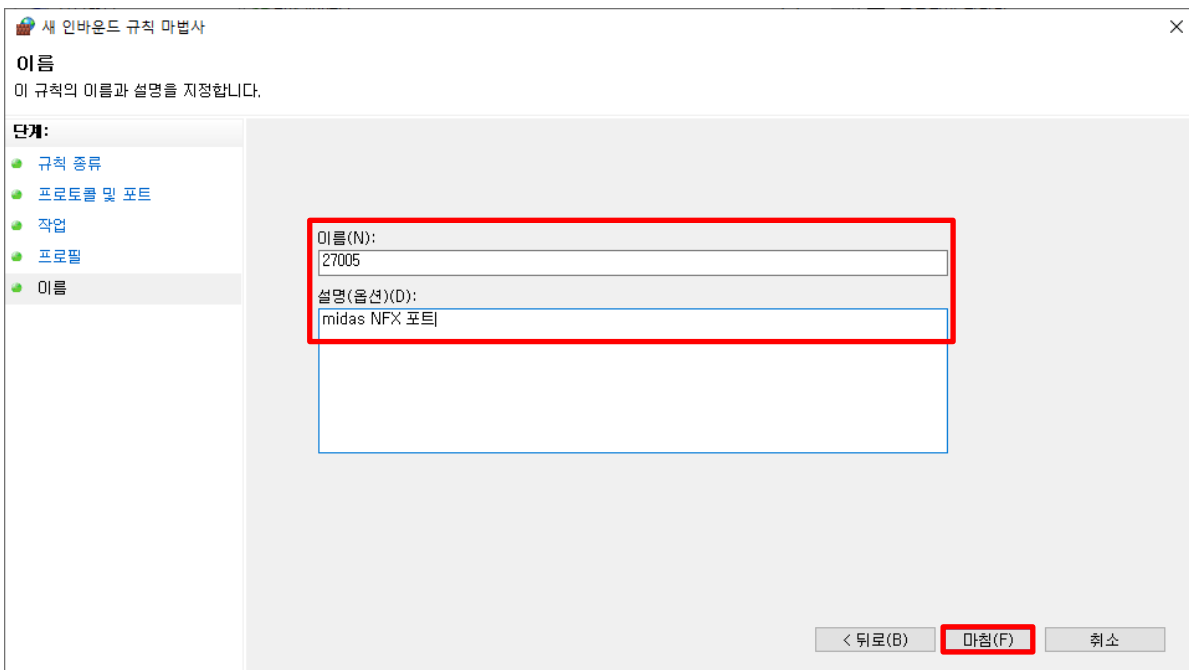 새 인바운드 규칙 마법사
이름
이 규칙의 이름과 설명을 지정합니다.
단계:
규칙 종류
프로토콜 및 포트
작업
프로필
이름
이름(N):
27005
설명(옵션)(D):
midas NFX 포트
< 뒤로(B) 마침(F) 취소